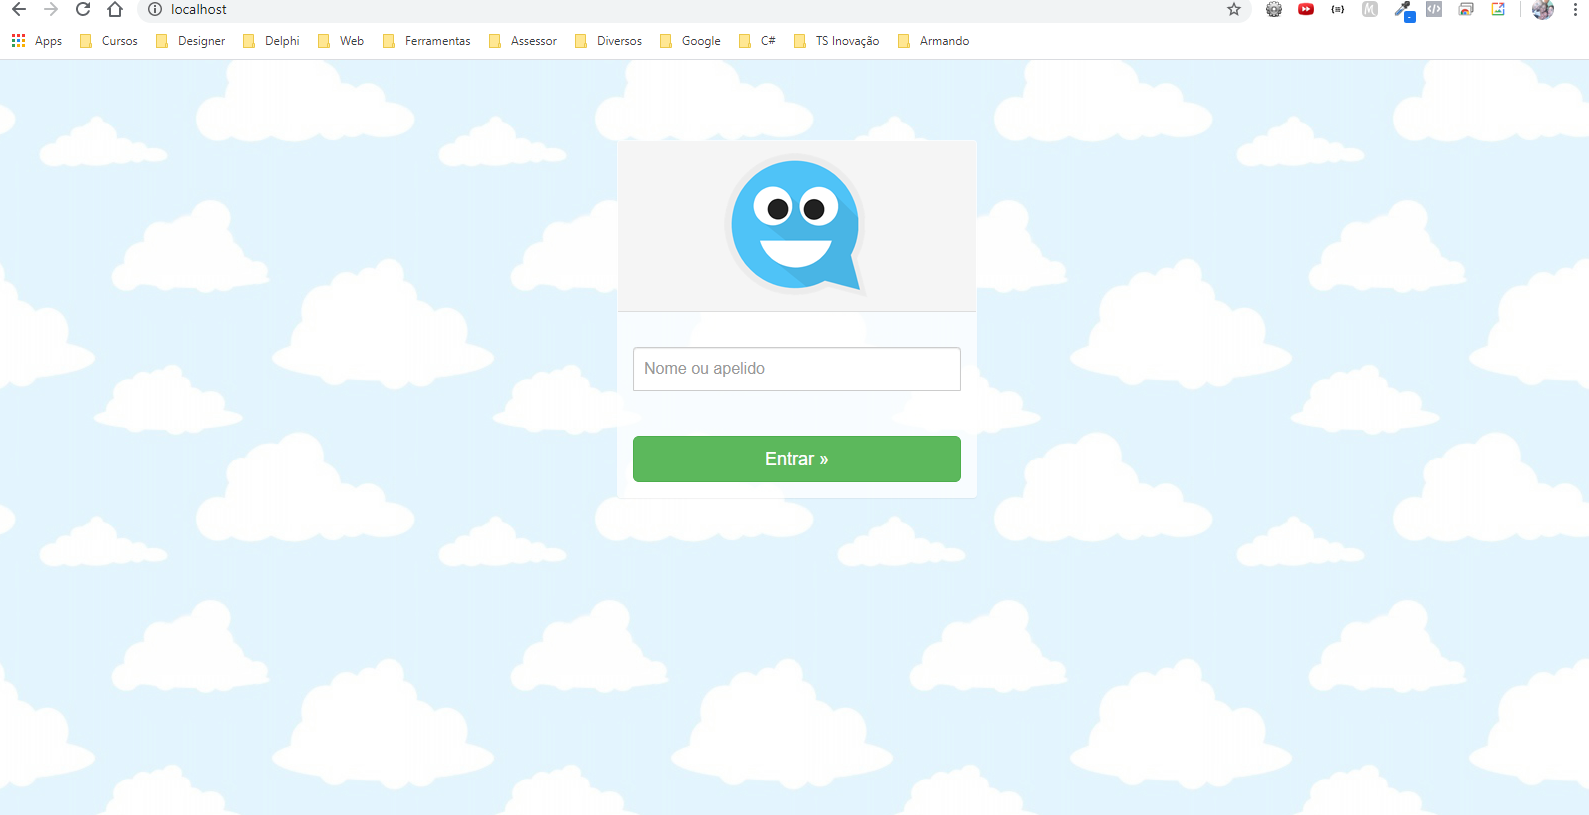 localhost
Apps Cursos Designer Delphi Web Ferramentas Assessor Diversos Google C# TS Inovação Armando
Nome ou apelido
Entrar »